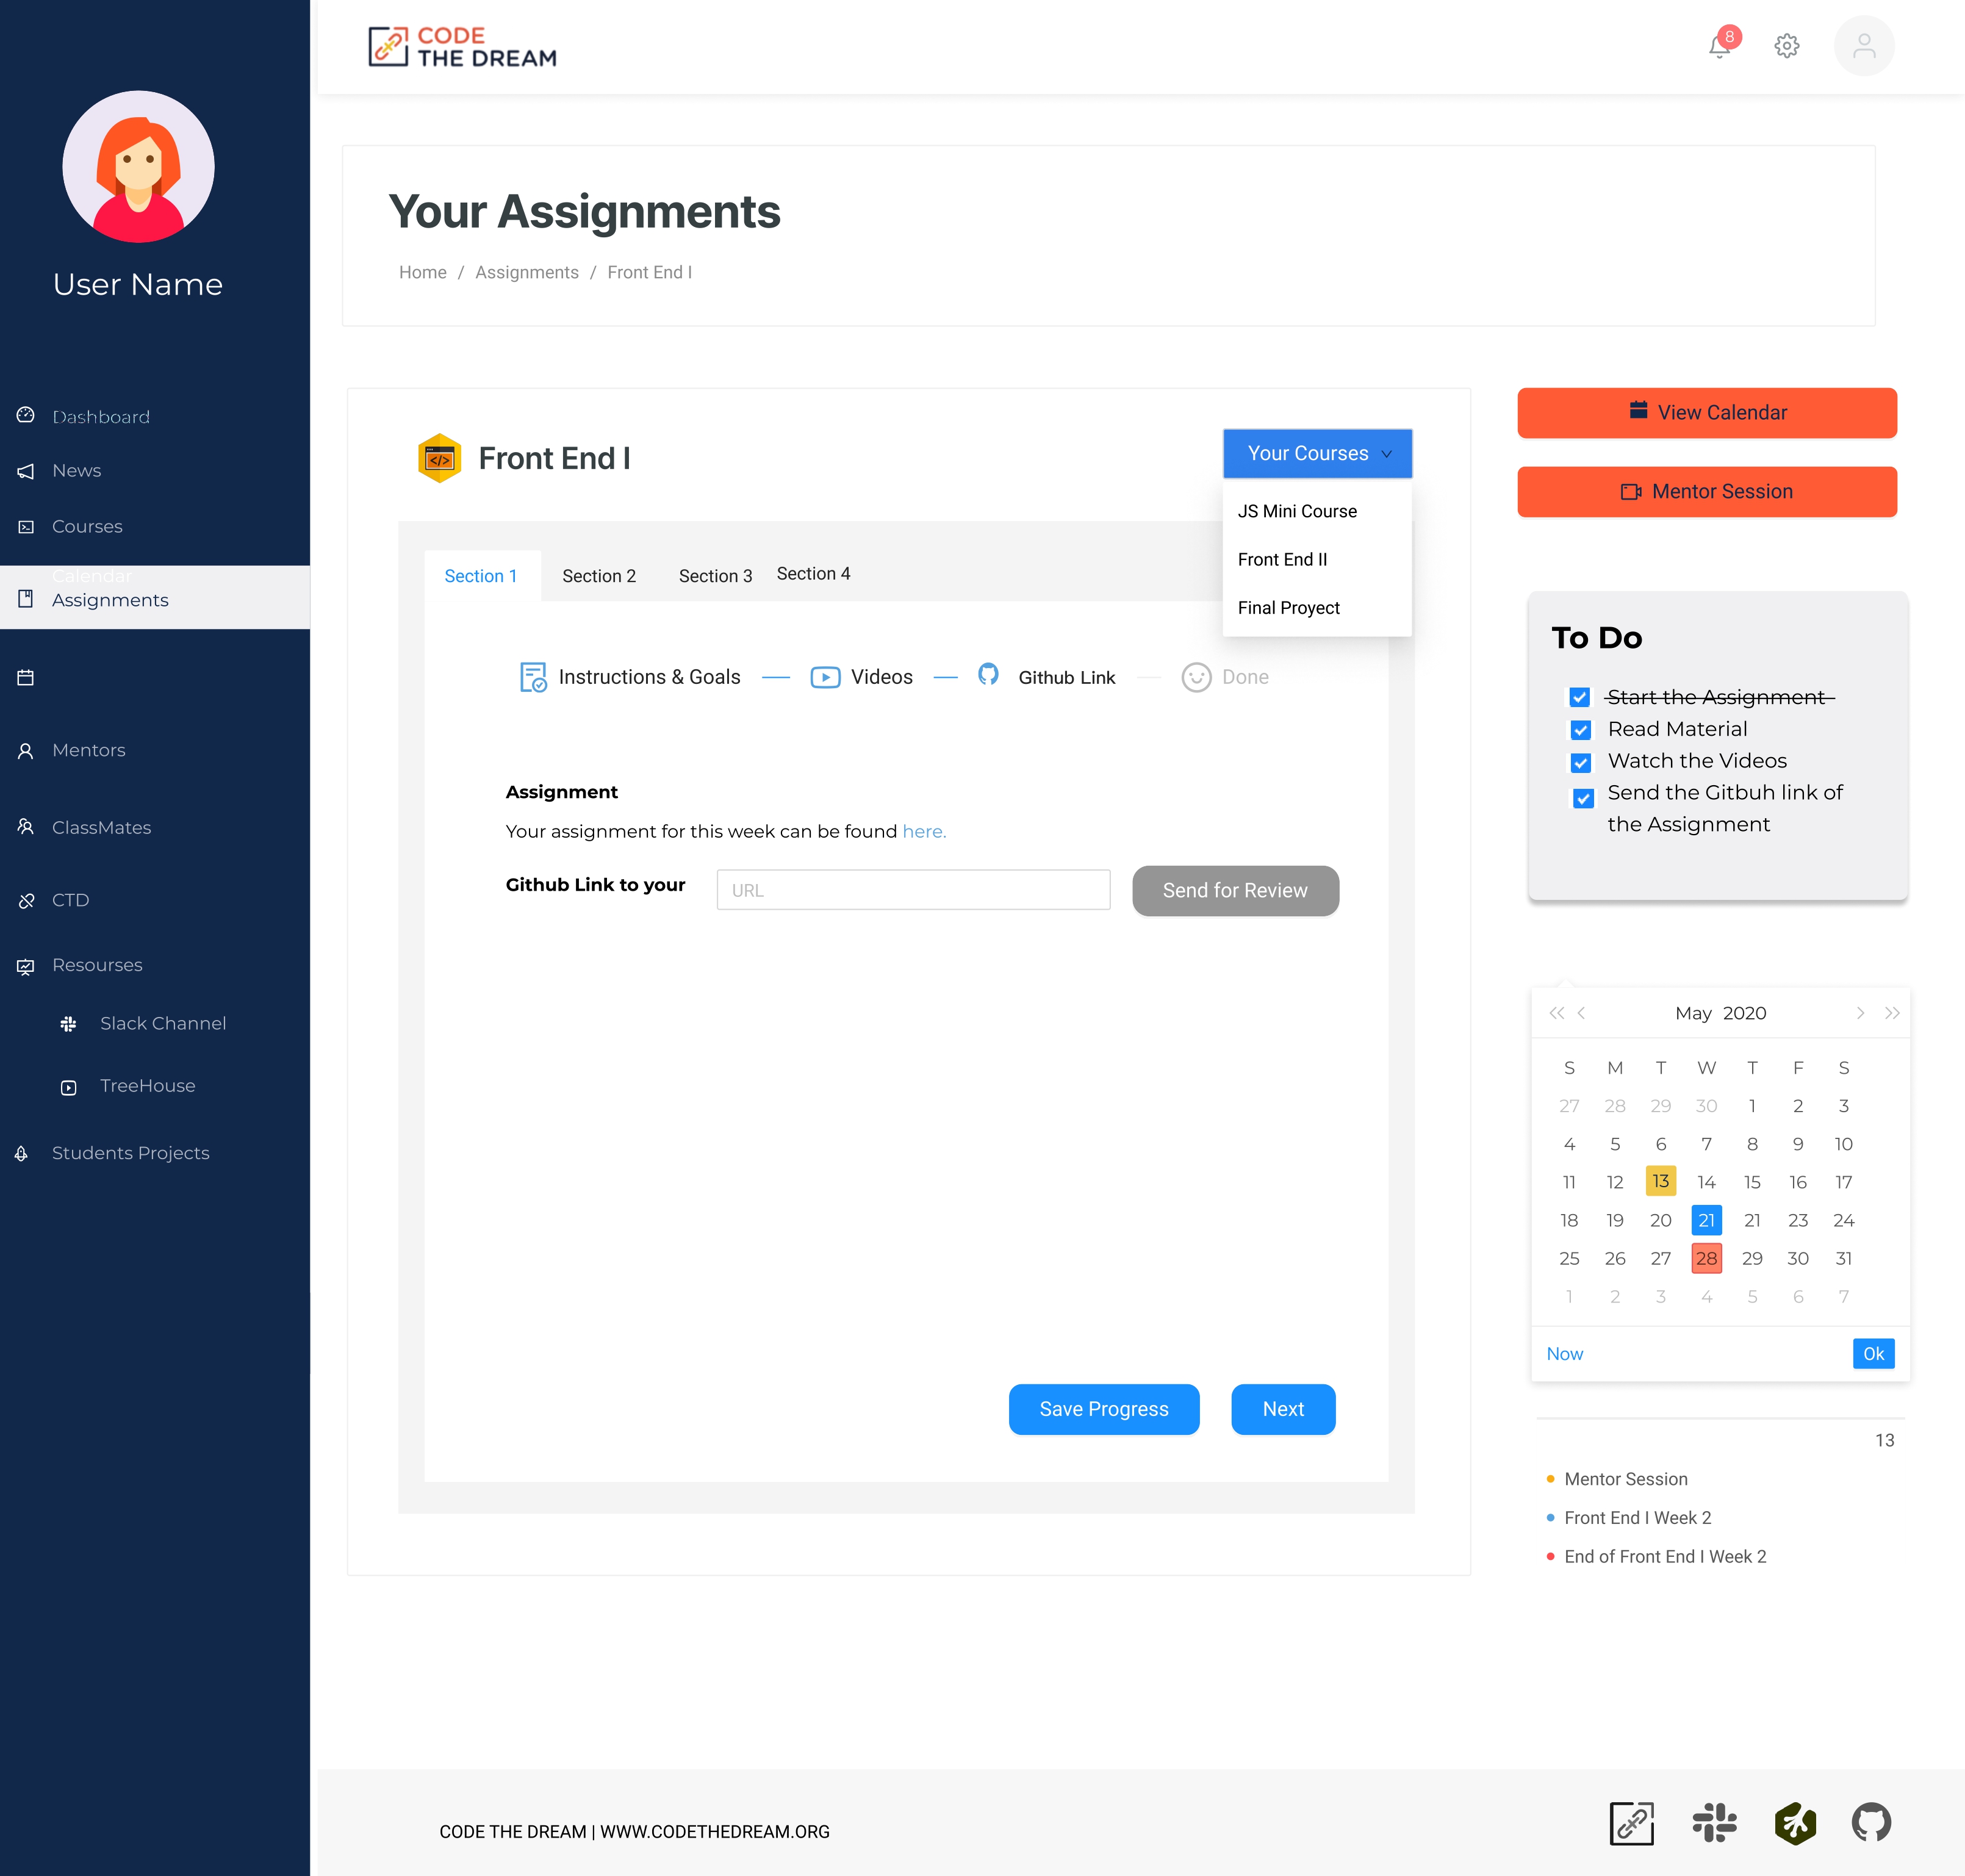 CODE
THE DREAM
8
User Name
Dashboard
News
Courses
Calendar
Assignments
Mentors
ClassMates
CTD
Resourses
Slack Channel
TreeHouse
Students Projects
Your Assignments
Home / Assignments / Front End I
Front End I
Your Courses
JS Mini Course
Front End II
Final Proyect
Section 1 Section 2 Section 3 Section 4
Instructions & Goals Videos Github Link Done
Assignment
Your assignment for this week can be found here.
Github Link to your URL Send for Review
Save Progress Next
View Calendar
Mentor Session
To Do
Start the Assignment
Read Material
Watch the Videos
Send the Gitbuh link of
the Assignment
May 2020
S M T W T F S
27 28 29 30 1 2 3
4 5 6 7 8 9 10
11 12 13 14 15 16 17
18 19 20 21 21 23 24
25 26 27 28 29 30 31
1 2 3 4 5 6 7
Now Ok
13
Mentor Session
Front End I Week 2
End of Front End I Week 2
CODE THE DREAM | WWW.CODETHEDREAM.ORG